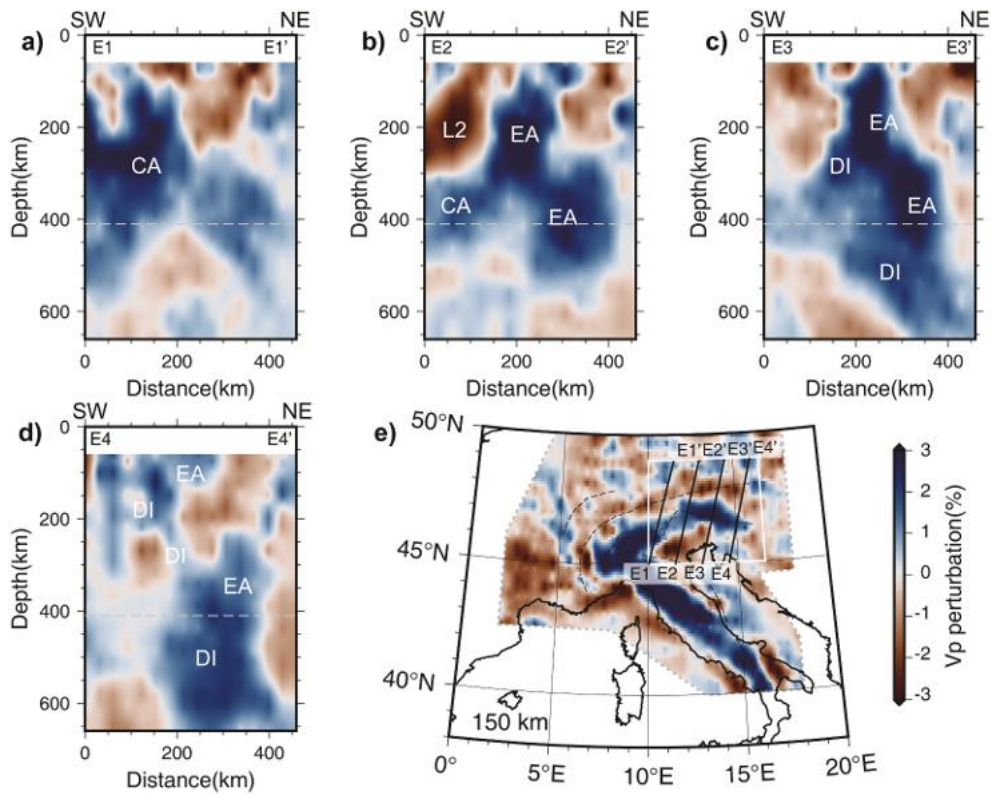 SW NE
a)
E1 E1'
0
200
400
600
Depth(km)
CA
0 200 400
Distance(km)
SW NE
b)
E2 E2'
0
200
400
600
Depth(km)
L2
EA
CA
EA
0 200 400
Distance(km)
SW NE
c)
E3 E3'
0
200
400
600
Depth(km)
EA
DI
EA
DI
0 200 400
Distance(km)
SW NE
d)
E4 E4'
0
200
400
600
Depth(km)
EA
DI
DI
EA
DI
0 200 400
Distance(km)
e)
50°N
45°N
40°N
E1' E2' E3' E4'
E1 E2 E3 E4
150 km
0° 5°E 10°E 15°E 20°E
3
2
1
0
-1
-2
-3
Vp perturbation(%)